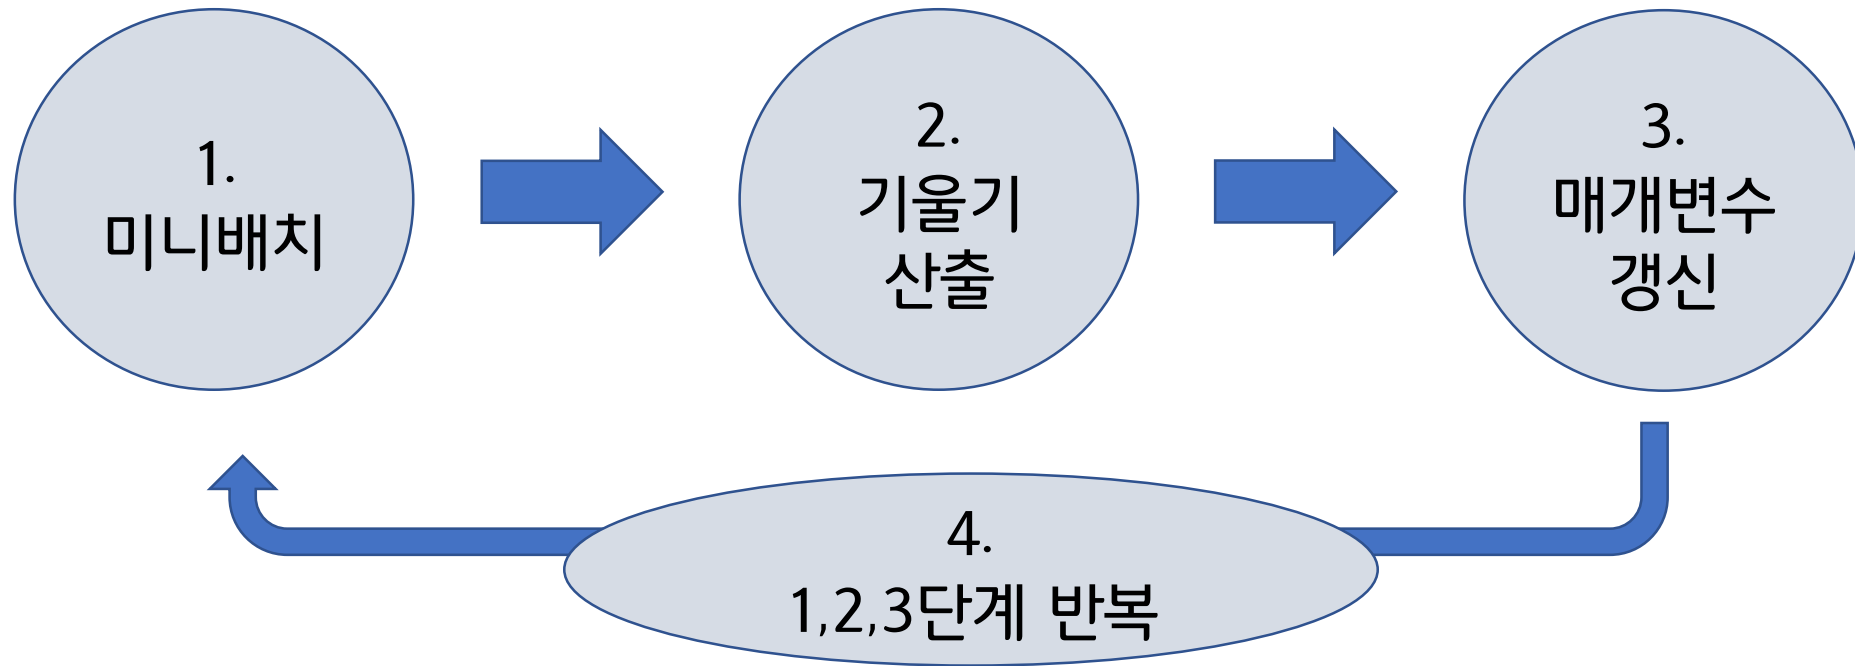 1.
미니배치
2.
기울기
산출
3.
매개변수
갱신
4.
1,2,3단계 반복